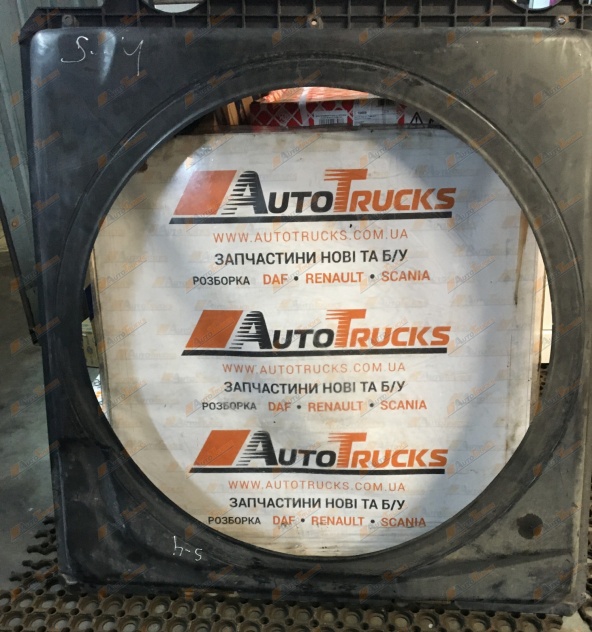 AUTOTRUCKS
WWW.AUTOTRUCKS.COM.UA
ЗАПЧАСТИНИ НОВІ ТА Б/У
РОЗБОРКА DAF • RENAULT • SCANIA
AUTOTRUCKS
WWW.AUTOTRUCKS.COM.UA
ЗАПЧАСТИНИ НОВІ ТА Б/У
РОЗБОРКА DAF • RENAULT • SCANIA
AUTOTRUCKS
WWW.AUTOTRUCKS.COM.UA
ЗАПЧАСТИНИ НОВІ ТА Б/У
РОЗБОРКА DAF • RENAULT • SCANIA